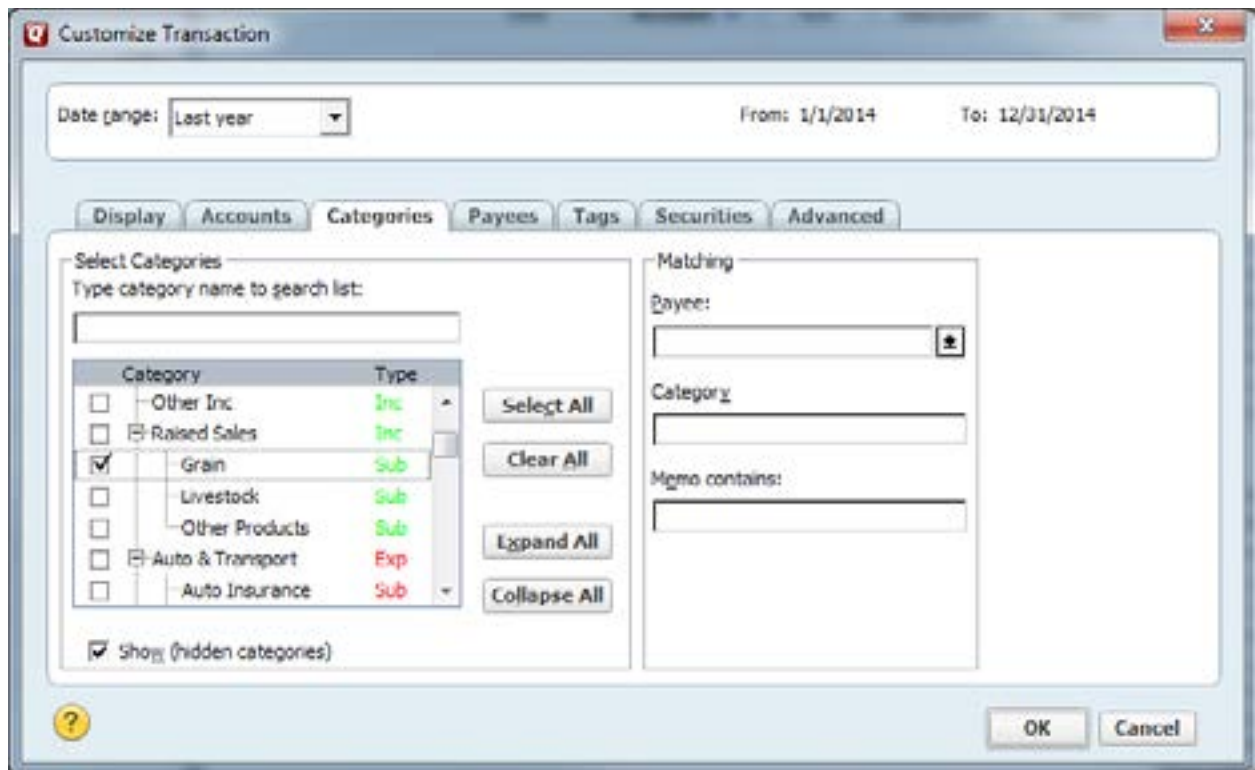 Customize Transaction
Date range: Last year From: 1/1/2014 To: 12/31/2014
Display Accounts Categories Payees Tags Securities Advanced
Select Categories
Type category name to search list:
Category Type
Other Inc Inc
Raised Sales Inc
Grain Sub
Livestock Sub
Other Products Sub
Auto & Transport Exp
Auto Insurance Sub
Select All
Clear All
Expand All
Collapse All
Show (hidden categories)
Matching
Payee:
Category
Memo contains:
?
OK Cancel